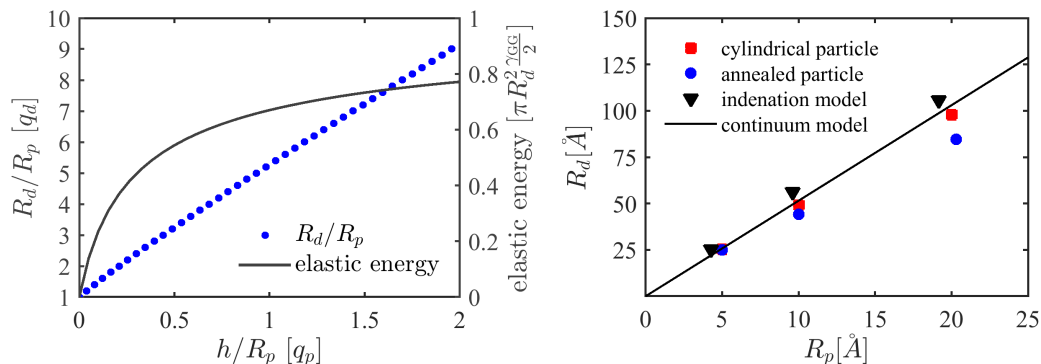 10
9
8
7
6
5
4
3
2
1
R_d/R_p [q_d]
1
0.8
0.6
0.4
0.2
0
elastic energy [πR_d^2 γ_GG/2]
R_d/R_p
elastic energy
0 0.5 1 1.5 2
h/R_p [q_p]
150
125
100
75
50
25
R_d[Å]
cylindrical particle
annealed particle
indenation model
continuum model
0 5 10 15 20 25
R_p[Å]